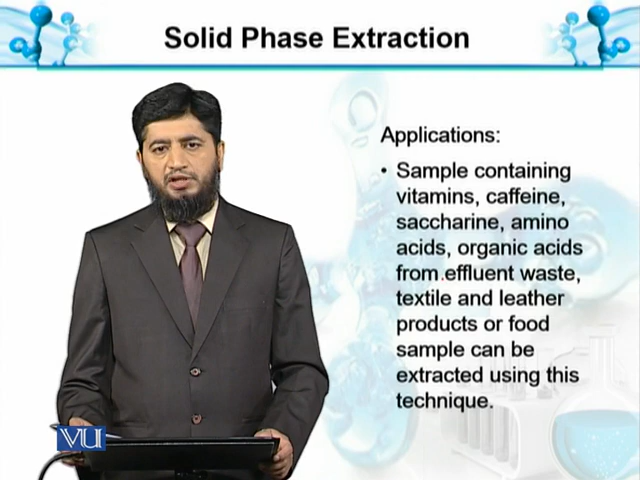 Solid Phase Extraction
Applications:
• Sample containing
vitamins, caffeine,
saccharine, amino
acids, organic acids
from effluent waste,
textile and leather
products or food
sample can be
extracted using this
technique.
VU